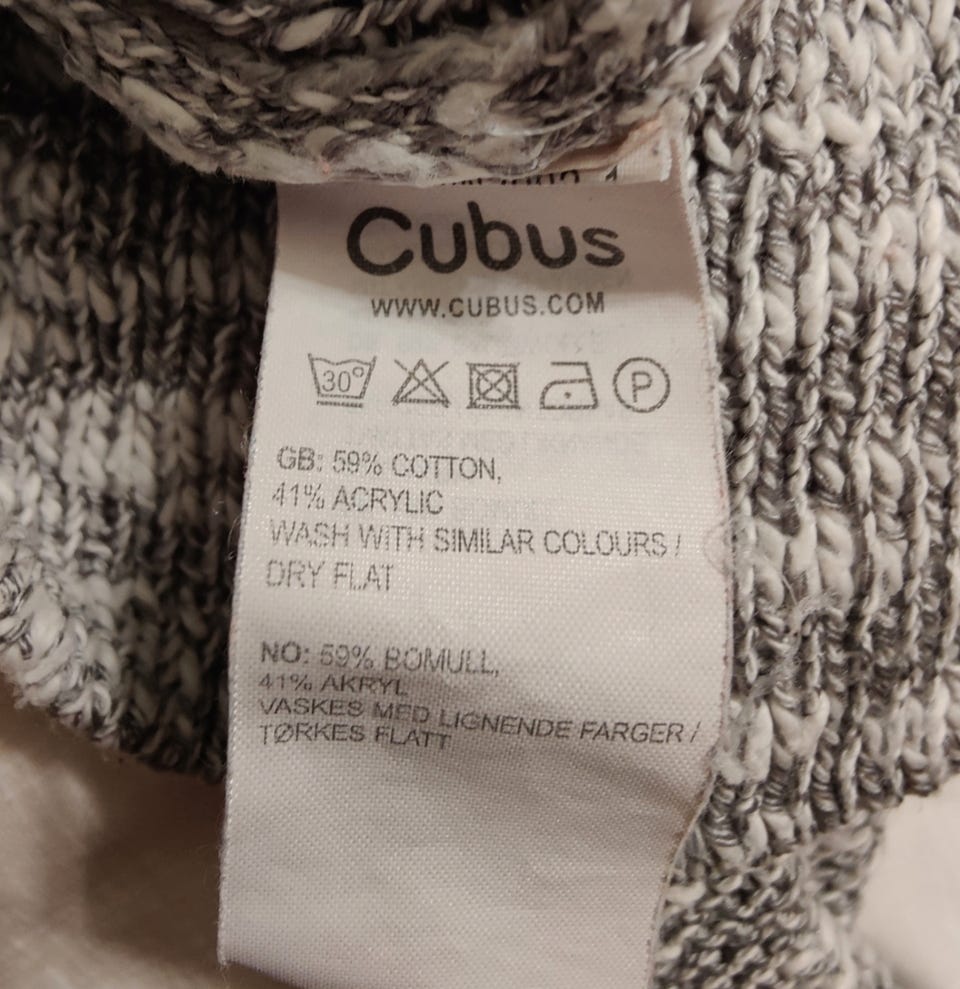 Cubus
WWW.CUBUS.COM
30°
P
GB: 59% COTTON,
41% ACRYLIC
WASH WITH SIMILAR COLOURS /
DRY FLAT
NO: 59% BOMULL,
41% AKRYL
VASKES MED LIGNENDE FARGER /
TØRKES FLATT